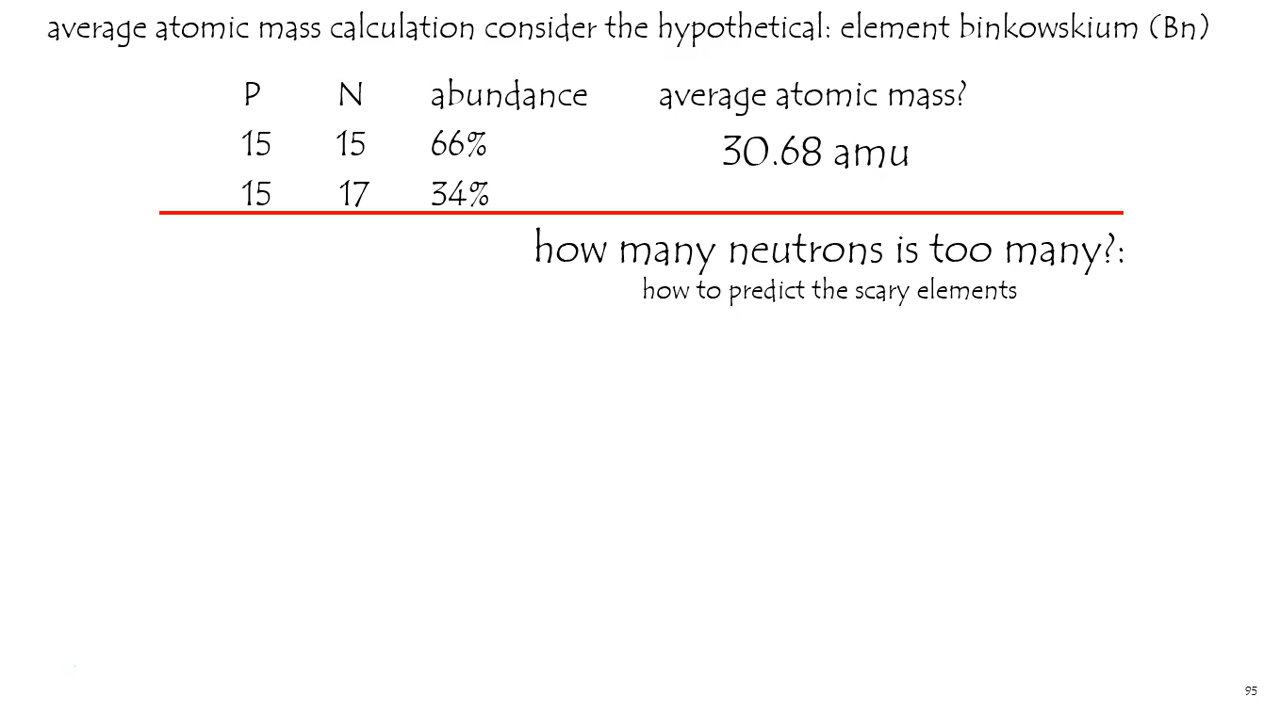 average atomic mass calculation consider the hypothetical: element binkowskium (Bn)
P N abundance average atomic mass?
15 15 66% 30.68 amu
15 17 34%
how many neutrons is too many?:
how to predict the scary elements
95